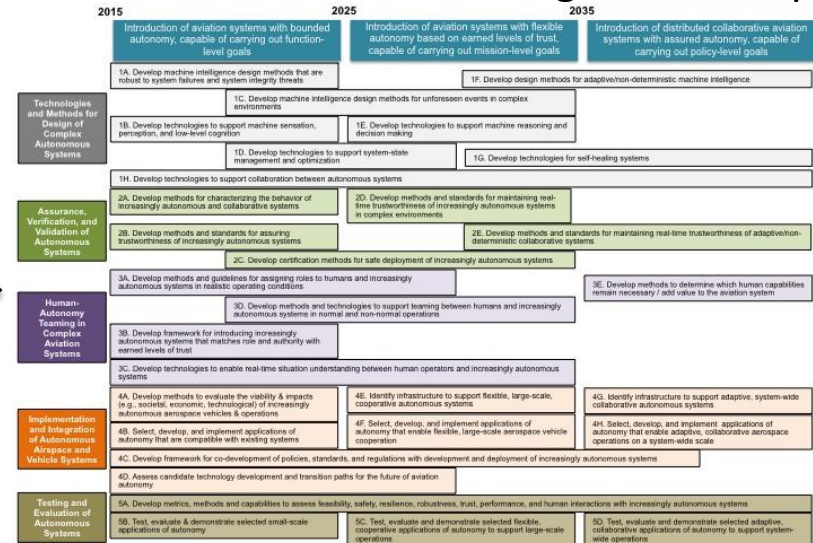 2015
2025
2035
Introduction of aviation systems with bounded
autonomy, capable of carrying out function-
level goals
Introduction of aviation systems with flexible
autonomy based on earned levels of trust,
capable of carrying out mission-level goals
Introduction of distributed collaborative aviation
systems with assured autonomy, capable of
carrying out policy-level goals
Technologies
and Methods for
Design of
Complex
Autonomous
Systems
1A. Develop machine intelligence design methods that are
robust to system failures and system integrity threats
1F. Develop design methods for adaptive/non-deterministic machine intelligence
1C. Develop machine intelligence design methods for unforeseen events in complex
environments
1B. Develop technologies to support machine sensation,
perception, and low-level cognition
1E. Develop technologies to support machine reasoning and
decision making
1D. Develop technologies to support system-state
management and optimization
1G. Develop technologies for self-healing systems
1H. Develop technologies to support collaboration between autonomous systems
Assurance,
Verification, and
Validation of
Autonomous
Systems
2A. Develop methods for characterizing the behavior of
increasingly autonomous and collaborative systems
2D. Develop methods and standards for maintaining real-
time trustworthiness of increasingly autonomous systems
in complex environments
2B. Develop methods and standards for assuring
trustworthiness of increasingly autonomous systems
2E. Develop methods and standards for maintaining real-time trustworthiness of adaptive/non-
deterministic collaborative systems
2C. Develop certification methods for safe deployment of increasingly autonomous systems
Human-
Autonomy
Teaming in
Complex
Aviation
Systems
3A. Develop methods and guidelines for assigning roles to humans and increasingly
autonomous systems in realistic operating conditions
3E. Develop methods to determine which human capabilities
remain necessary / add value to the aviation system
3D. Develop methods and technologies to support teaming between humans and increasingly
autonomous systems in normal and non-normal operations
3B. Develop framework for introducing increasingly
autonomous systems that matches role and authority with
earned levels of trust
3C. Develop technologies to enable real-time situation understanding between human operators and increasingly autonomous
systems
Implementation
and Integration
of Autonomous
Airspace and
Vehicle Systems
4A. Develop methods to evaluate the viability & impacts
(e.g., societal, economic, technological) of increasingly
autonomous aerospace vehicles & operations
4E. Identify infrastructure to support flexible, large-scale,
cooperative autonomous systems
4G. Identify infrastructure to support adaptive, system-wide
collaborative autonomous systems
4B. Select, develop, and implement applications of
autonomy that are compatible with existing systems
4F. Select, develop, and implement applications of
autonomy that enable flexible, large-scale aerospace vehicle
cooperation
4H. Select, develop, and implement applications of
autonomy that enable adaptive, collaborative aerospace
operations on a system-wide scale
4C. Develop framework for co-development of policies, standards, and regulations with development and deployment of increasingly autonomous systems
4D. Assess candidate technology development and transition paths for the future of aviation
autonomy
Testing and
Evaluation of
Autonomous
Systems
5A. Develop metrics, methods and capabilities to assess feasibility, safety, resilience, robustness, trust, performance, and human interactions with increasingly autonomous systems
5B. Test, evaluate & demonstrate selected small-scale
applications of autonomy
5C. Test, evaluate and demonstrate selected flexible,
cooperative applications of autonomy to support large-scale
operations
5D. Test, evaluate and demonstrate selected adaptive,
collaborative applications of autonomy to support system-
wide operations